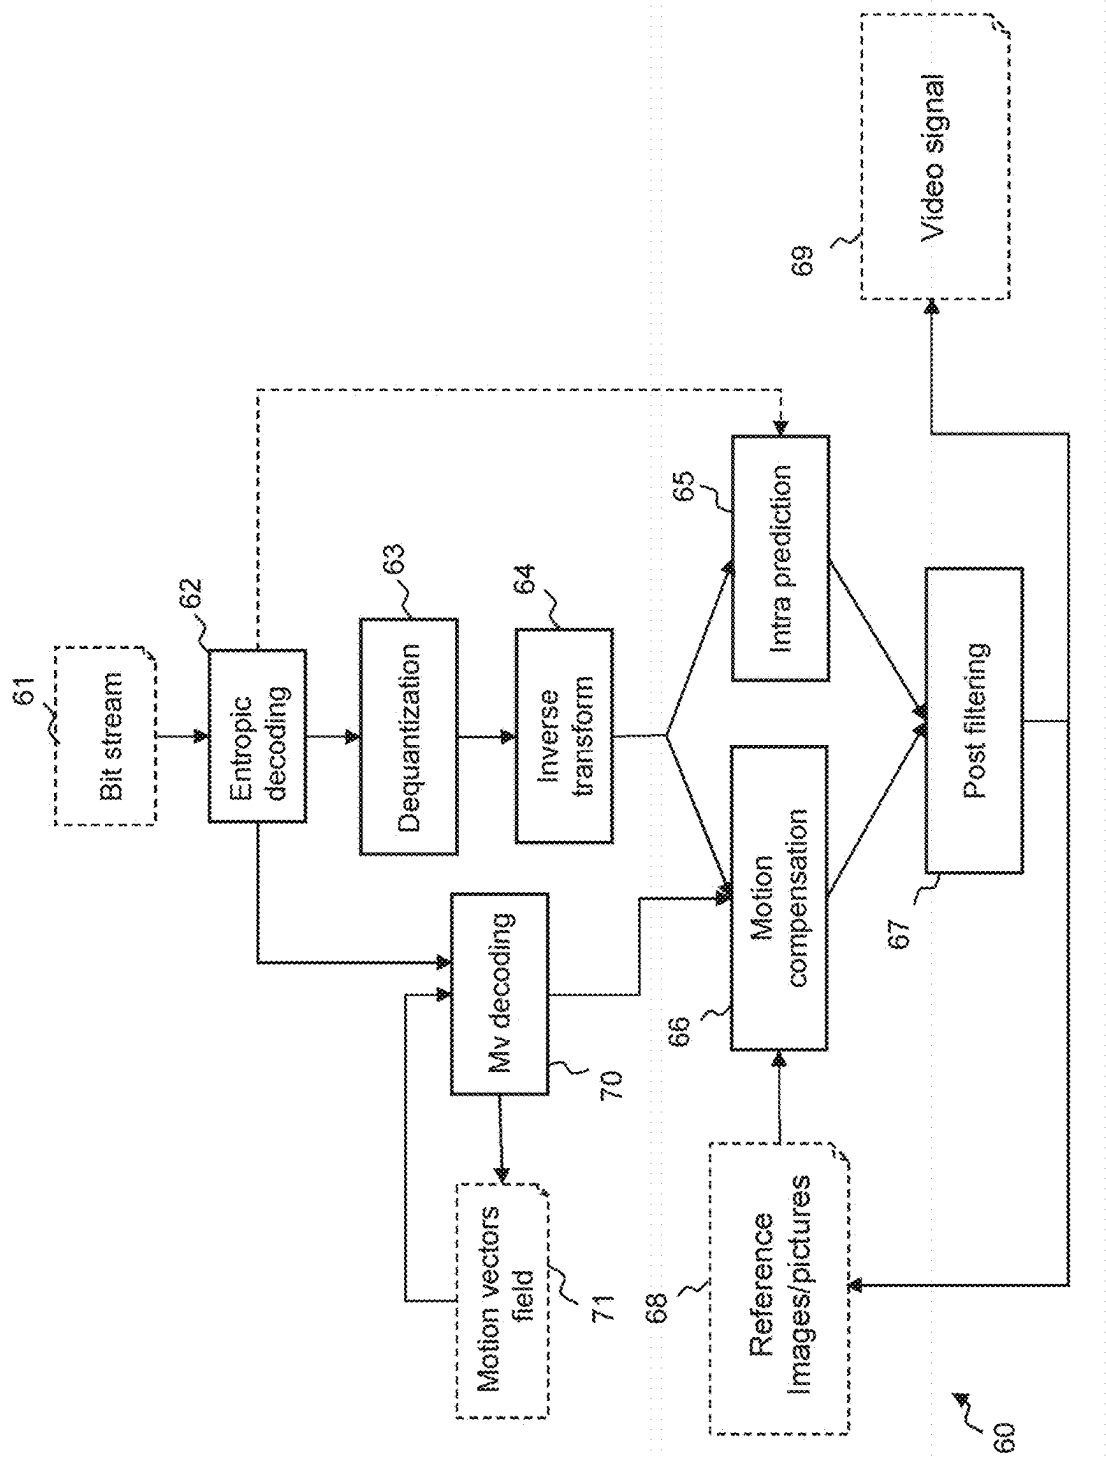 61
Bit stream
62
Entropic
decoding
63
Dequantization
64
Inverse
transform
Mv decoding
70
Motion vectors
field
71
65
Intra prediction
66
Motion
compensation
68
Reference
Images/pictures
67
Post filtering
69
Video signal
60